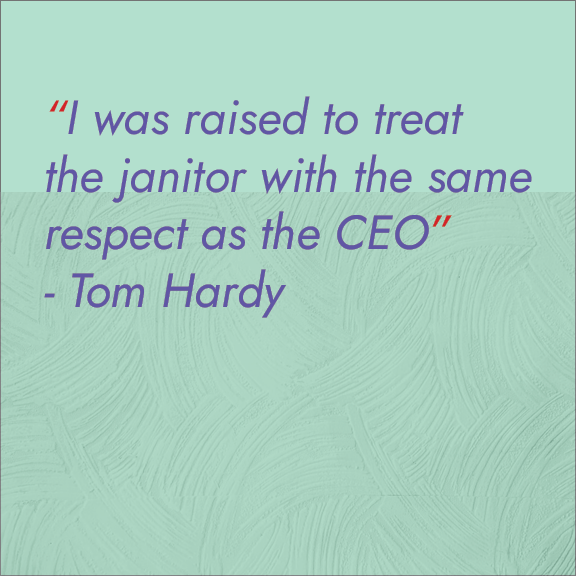 “I was raised to treat
the janitor with the same
respect as the CEO”
- Tom Hardy